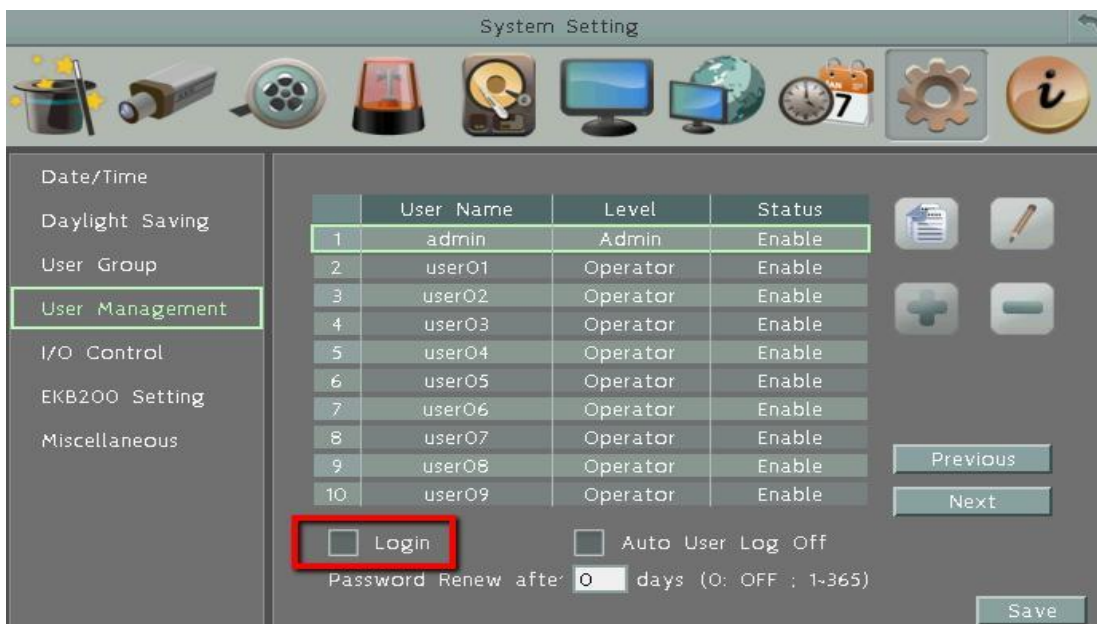 System Setting
7
i
Date/Time
Daylight Saving
User Group
User Management
I/O Control
EKB200 Setting
Miscellaneous
User Name Level Status
1 admin Admin Enable
2 user01 Operator Enable
3 user02 Operator Enable
4 user03 Operator Enable
5 user04 Operator Enable
6 user05 Operator Enable
7 user06 Operator Enable
8 user07 Operator Enable
9 user08 Operator Enable
10 user09 Operator Enable
Previous
Next
Login Auto User Log Off
Password Renew after 0 days (0: OFF ; 1~365)
Save